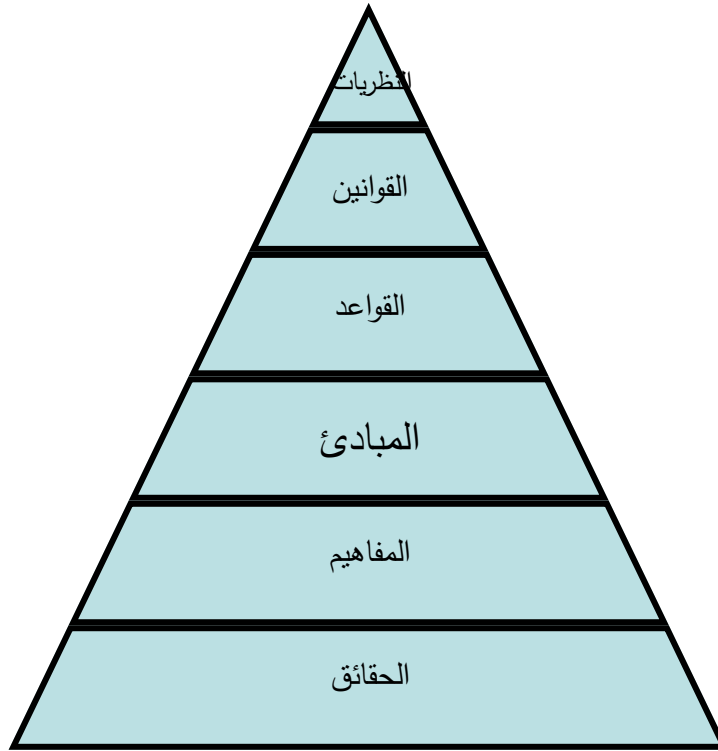 النظريات
القوانين
القواعد
المبادئ
المفاهيم
الحقائق